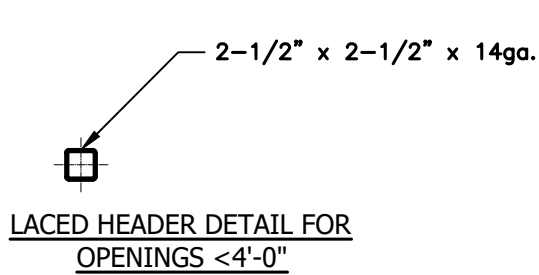 2-1/2" x 2-1/2" x 14ga.
LACED HEADER DETAIL FOR
OPENINGS <4'-0"